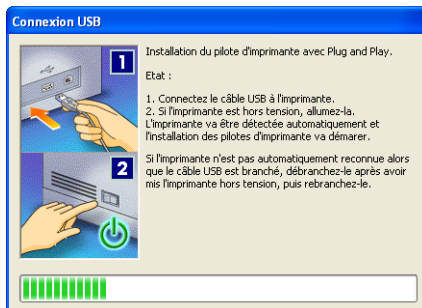 Connexion USB
1
Installation du pilote d'imprimante avec Plug and Play.
Etat :
1. Connectez le câble USB à l'imprimante.
2. Si l'imprimante est hors tension, allumez-la.
L'imprimante va être détectée automatiquement et
l'installation des pilotes d'imprimante va démarrer.
Si l'imprimante n'est pas automatiquement reconnue alors
que le câble USB est branché, débranchez-le après avoir
mis l'imprimante hors tension, puis rebranchez-le.
2